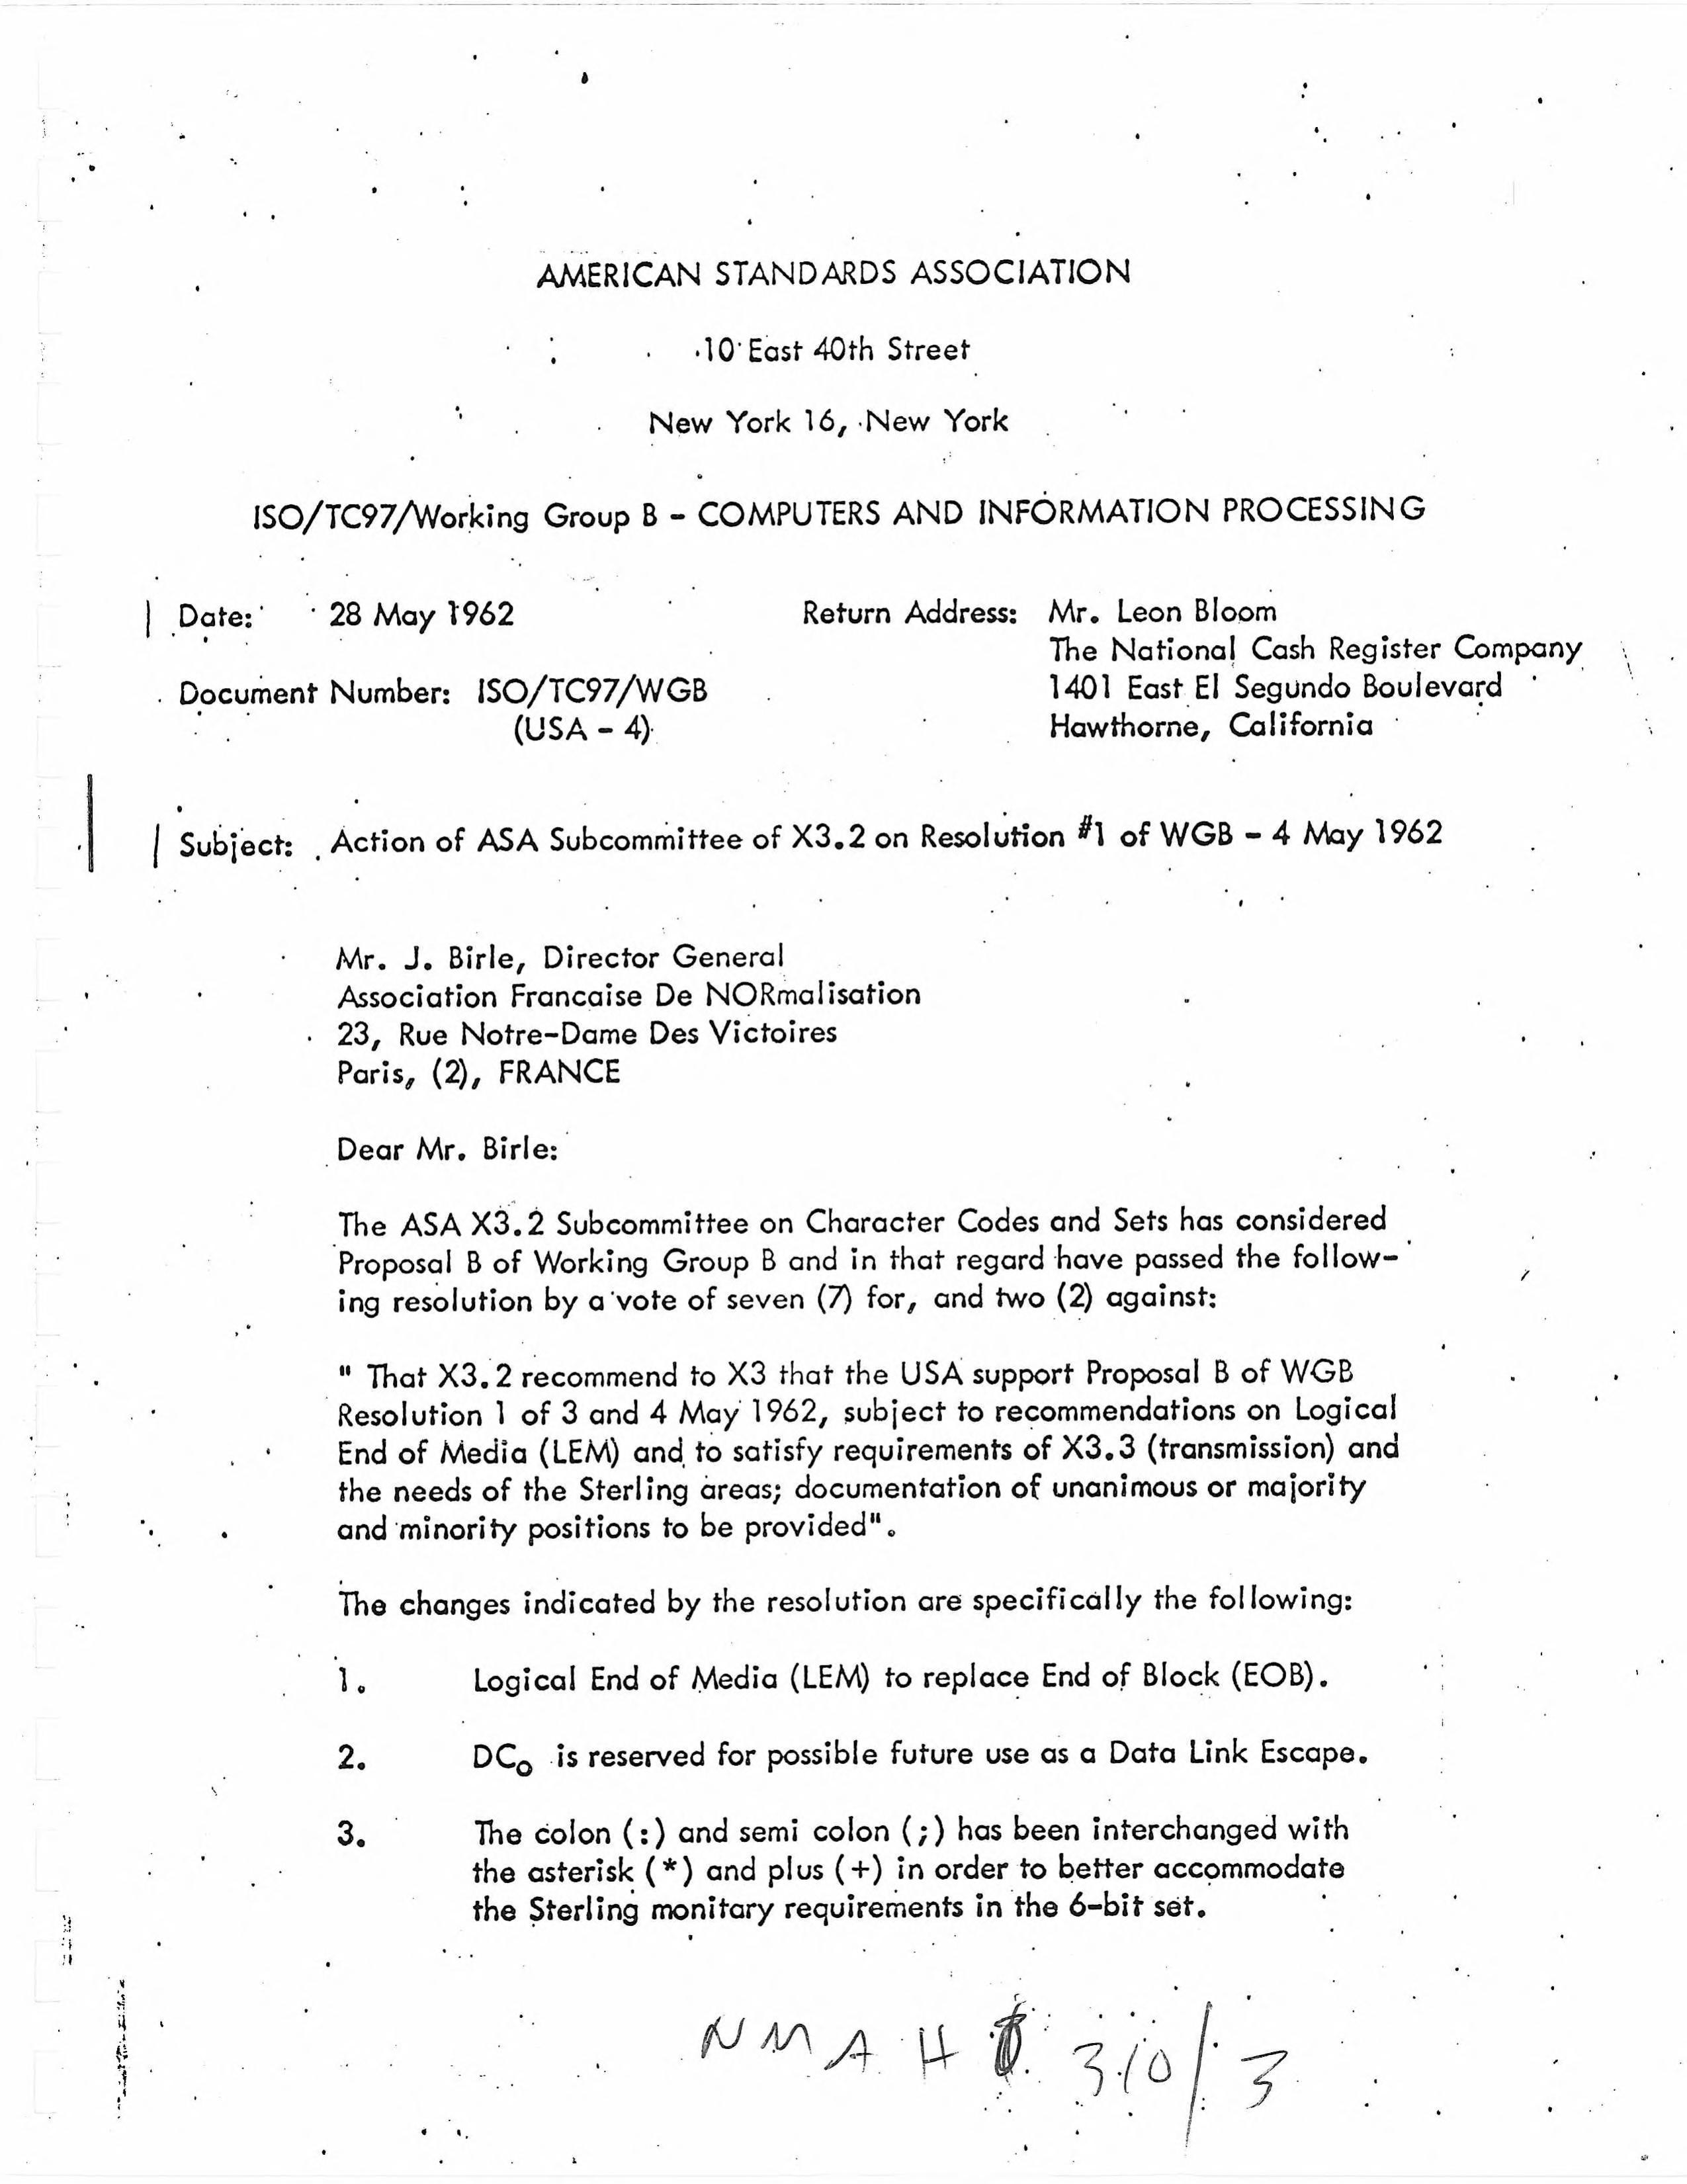 AMERICAN STANDARDS ASSOCIATION
10 East 40th Street
New York 16, New York
ISO/TC97/Working Group B - COMPUTERS AND INFORMATION PROCESSING
Date: 28 May 1962
Return Address: Mr. Leon Bloom
The National Cash Register Company
1401 East El Segundo Boulevard
Hawthorne, California
Document Number: ISO/TC97/WGB
(USA - 4)
Subject: Action of ASA Subcommittee of X3.2 on Resolution #1 of WGB - 4 May 1962
Mr. J. Birle, Director General
Association Francaise De NORmalisation
23, Rue Notre-Dame Des Victoires
Paris, (2), FRANCE
Dear Mr. Birle:
The ASA X3.2 Subcommittee on Character Codes and Sets has considered
Proposal B of Working Group B and in that regard have passed the follow-
ing resolution by a vote of seven (7) for, and two (2) against:
" That X3.2 recommend to X3 that the USA support Proposal B of WGB
Resolution 1 of 3 and 4 May 1962, subject to recommendations on Logical
End of Media (LEM) and to satisfy requirements of X3.3 (transmission) and
the needs of the Sterling areas; documentation of unanimous or majority
and minority positions to be provided".
The changes indicated by the resolution are specifically the following:
1. Logical End of Media (LEM) to replace End of Block (EOB).
2. DC₀ is reserved for possible future use as a Data Link Escape.
3. The colon (:) and semi colon (;) has been interchanged with
the asterisk (*) and plus (+) in order to better accommodate
the Sterling monitary requirements in the 6-bit set.
NMAH 310/3